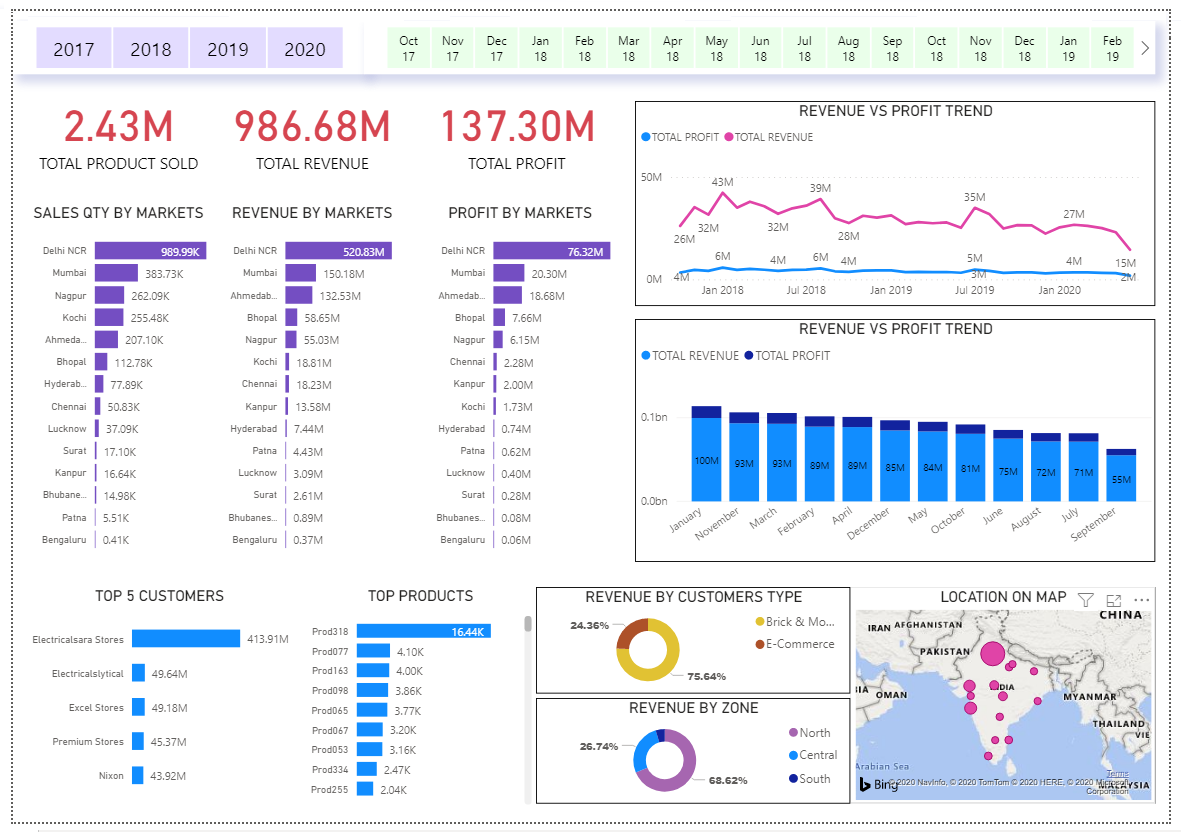 2017 2018 2019 2020
Oct 17 Nov 17 Dec 17 Jan 18 Feb 18 Mar 18 Apr 18 May 18 Jun 18 Jul 18 Aug 18 Sep 18 Oct 18 Nov 18 Dec 18 Jan 19 Feb 19
2.43M
TOTAL PRODUCT SOLD
986.68M
TOTAL REVENUE
137.30M
TOTAL PROFIT
SALES QTY BY MARKETS
Delhi NCR 989.99K
Mumbai 383.73K
Nagpur 262.09K
Kochi 255.48K
Ahmeda... 207.10K
Bhopal 112.78K
Hyderab... 77.89K
Chennai 50.83K
Lucknow 37.09K
Surat 17.10K
Kanpur 16.64K
Bhubane... 14.98K
Patna 5.51K
Bengaluru 0.41K
REVENUE BY MARKETS
Delhi NCR 520.83M
Mumbai 150.18M
Ahmedab... 132.53M
Bhopal 58.65M
Nagpur 55.03M
Kochi 18.81M
Chennai 18.23M
Kanpur 13.58M
Hyderabad 7.44M
Patna 4.43M
Lucknow 3.09M
Surat 2.61M
Bhubanes... 0.89M
Bengaluru 0.37M
PROFIT BY MARKETS
Delhi NCR 76.32M
Mumbai 20.30M
Ahmedab... 18.68M
Bhopal 7.66M
Nagpur 6.15M
Chennai 2.28M
Kanpur 2.00M
Kochi 1.73M
Hyderabad 0.74M
Patna 0.62M
Lucknow 0.40M
Surat 0.28M
Bhubanes... 0.08M
Bengaluru 0.06M
REVENUE VS PROFIT TREND
TOTAL PROFIT TOTAL REVENUE
50M
43M 39M 35M 27M
26M 32M 32M 28M 15M
6M 4M 6M 4M 5M 4M
0M 4M 3M 2M
Jan 2018 Jul 2018 Jan 2019 Jul 2019 Jan 2020
REVENUE VS PROFIT TREND
TOTAL REVENUE TOTAL PROFIT
0.1bn
100M 93M 93M 89M 89M 85M 84M 81M 75M 72M 71M 55M
0.0bn
January November March February April December May October June August July September
TOP 5 CUSTOMERS
Electricalsara Stores 413.91M
Electricalslytical 49.64M
Excel Stores 49.18M
Premium Stores 45.37M
Nixon 43.92M
TOP PRODUCTS
Prod318 16.44K
Prod077 4.10K
Prod163 4.00K
Prod098 3.86K
Prod065 3.77K
Prod067 3.20K
Prod053 3.16K
Prod334 2.47K
Prod255 2.04K
REVENUE BY CUSTOMERS TYPE
24.36%
75.64%
Brick & Mo...
E-Commerce
REVENUE BY ZONE
26.74%
68.62%
North
Central
South
LOCATION ON MAP
CHINA
IRAN AFGHANISTAN
PAKISTAN
INDIA
OMAN
MYANMAR
THAILAND
VIE
Arabian Sea
MALAYSIA
Terms
Bing
© 2020 NavInfo, © 2020 TomTom © 2020 HERE, © 2020 Microsoft Corporation